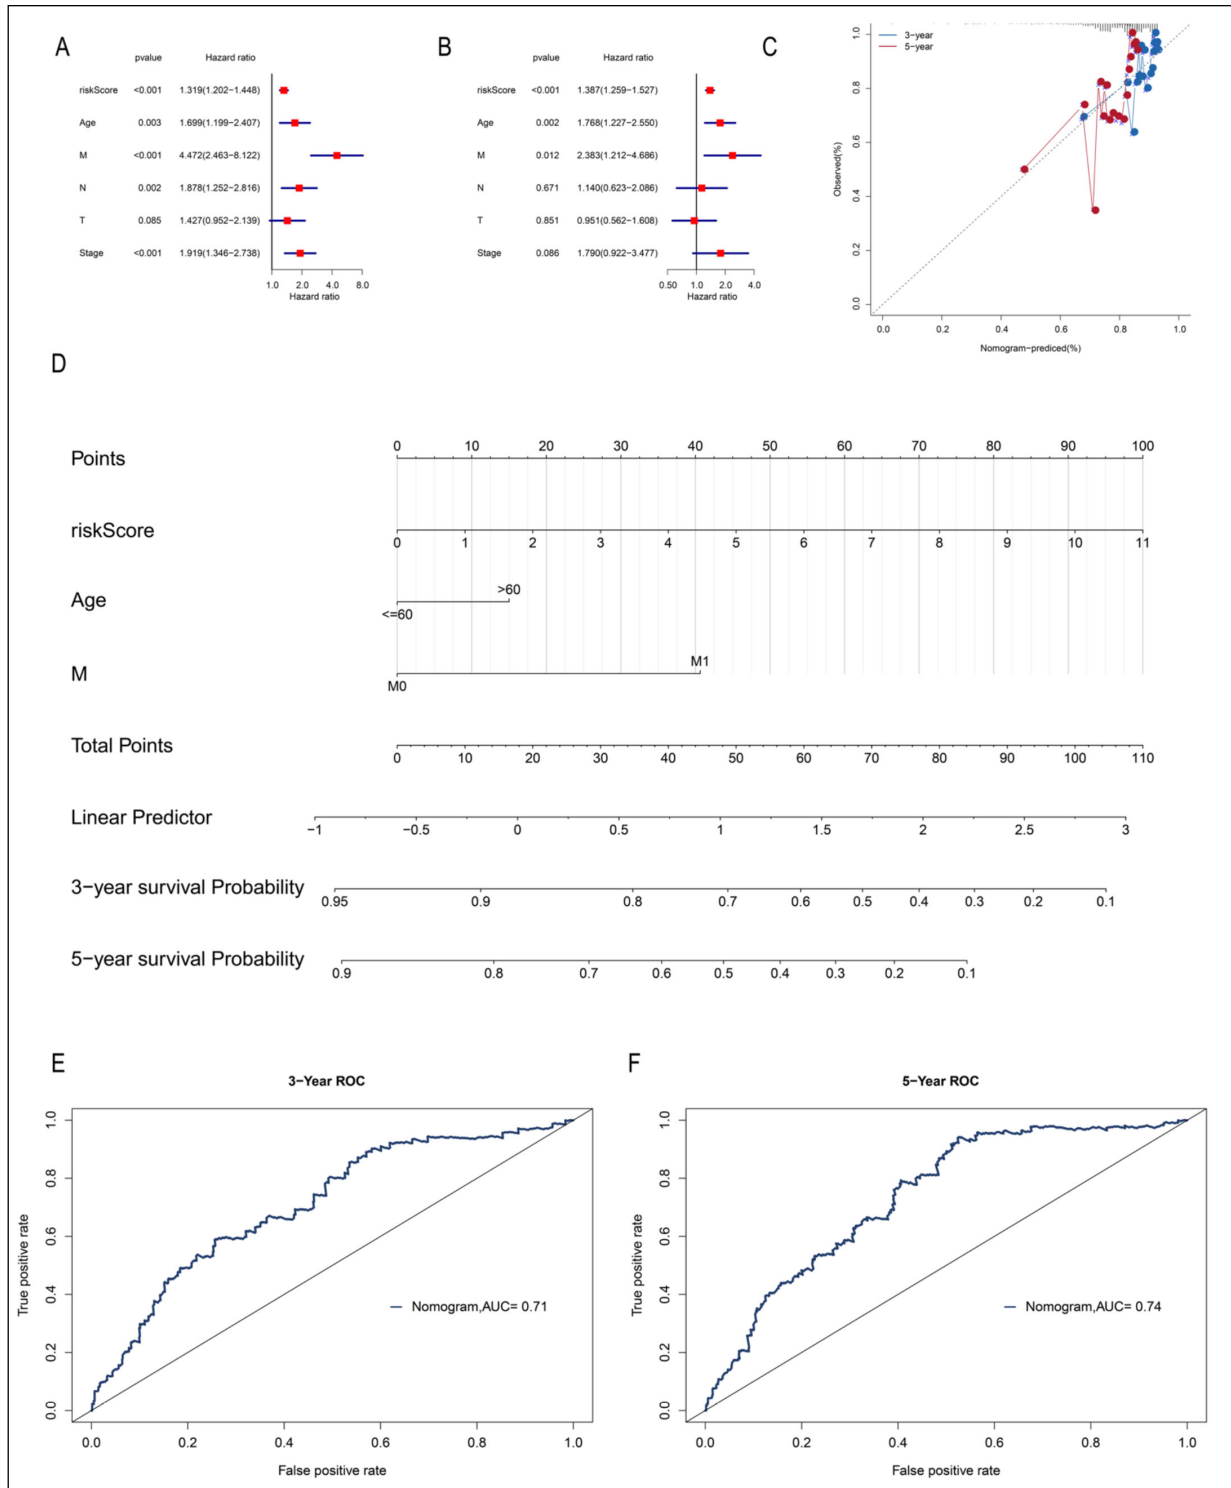 A
pvalue Hazard ratio
riskScore <0.001 1.319(1.202−1.448)
Age 0.003 1.699(1.199−2.407)
M <0.001 4.472(2.463−8.122)
N 0.002 1.878(1.252−2.816)
T 0.085 1.427(0.952−2.139)
Stage <0.001 1.919(1.346−2.738)
1.0 2.0 4.0 8.0
Hazard ratio
B
pvalue Hazard ratio
riskScore <0.001 1.387(1.259−1.527)
Age 0.002 1.768(1.227−2.550)
M 0.012 2.383(1.212−4.686)
N 0.671 1.140(0.623−2.086)
T 0.851 0.951(0.562−1.608)
Stage 0.086 1.790(0.922−3.477)
0.50 1.0 2.0 4.0
Hazard ratio
C
3−year
5−year
Observed(%)
1.0
0.8
0.6
0.4
0.2
0.0
0.0 0.2 0.4 0.6 0.8 1.0
Nomogram−prediced(%)
D
Points
0 10 20 30 40 50 60 70 80 90 100
riskScore
0 1 2 3 4 5 6 7 8 9 10 11
Age
>60
<=60
M
M1
M0
Total Points
0 10 20 30 40 50 60 70 80 90 100 110
Linear Predictor
−1 −0.5 0 0.5 1 1.5 2 2.5 3
3−year survival Probability
0.95 0.9 0.8 0.7 0.6 0.5 0.4 0.3 0.2 0.1
5−year survival Probability
0.9 0.8 0.7 0.6 0.5 0.4 0.3 0.2 0.1
E
3−Year ROC
True positive rate
1.0
0.8
0.6
0.4
0.2
0.0
Nomogram,AUC= 0.71
0.0 0.2 0.4 0.6 0.8 1.0
False positive rate
F
5−Year ROC
True positive rate
1.0
0.8
0.6
0.4
0.2
0.0
Nomogram,AUC= 0.74
0.0 0.2 0.4 0.6 0.8 1.0
False positive rate